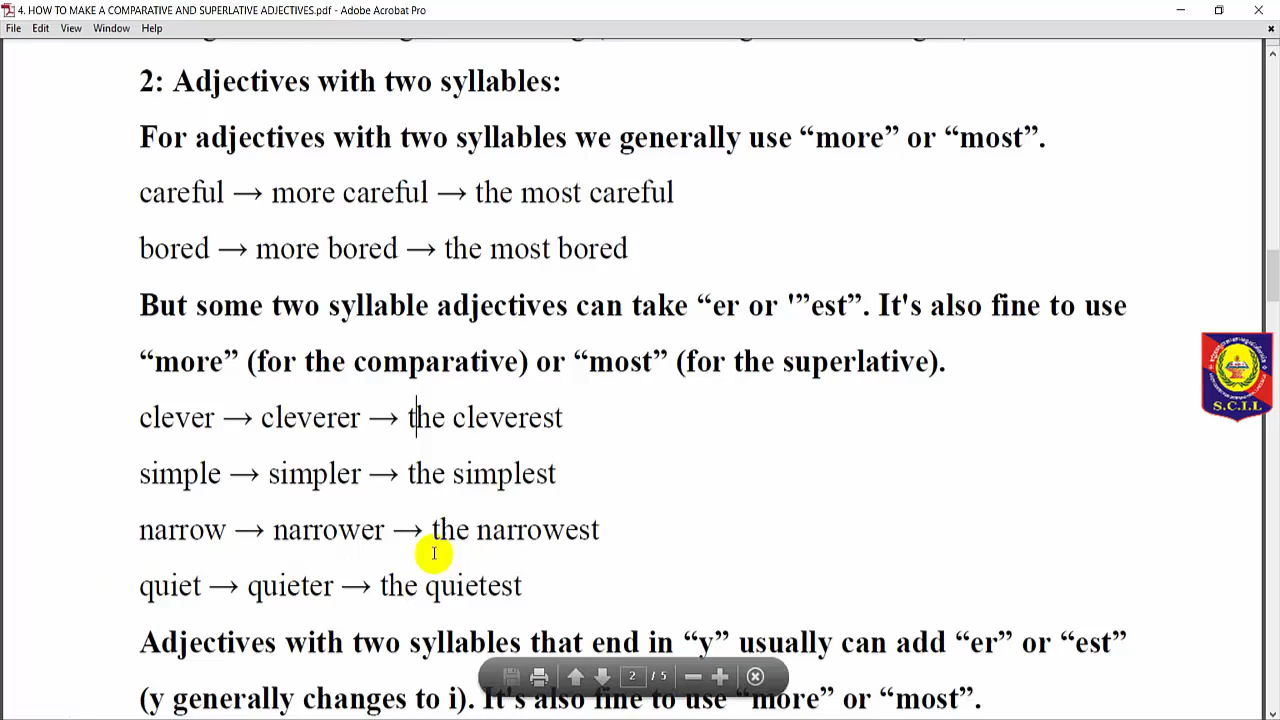 4. HOW TO MAKE A COMPARATIVE AND SUPERLATIVE ADJECTIVES.pdf - Adobe Acrobat Pro
File Edit View Window Help
2: Adjectives with two syllables:
For adjectives with two syllables we generally use “more” or “most”.
careful → more careful → the most careful
bored → more bored → the most bored
But some two syllable adjectives can take “er or '”est”. It's also fine to use
“more” (for the comparative) or “most” (for the superlative).
clever → cleverer → the cleverest
simple → simpler → the simplest
narrow → narrower → the narrowest
quiet → quieter → the quietest
Adjectives with two syllables that end in “y” usually can add “er” or “est”
(y generally changes to i). It's also fine to use “more” or “most”.
2 / 5
S.C.I.L